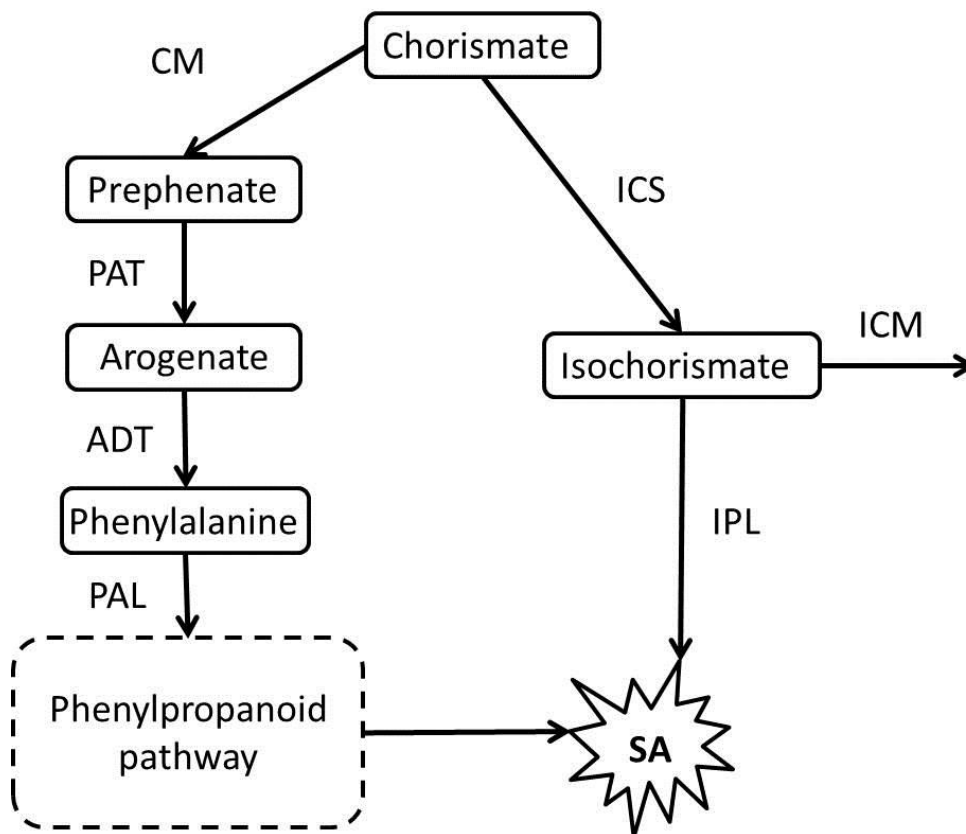 Chorismate
CM
Prephenate
ICS
PAT
ICM
Arogenate
Isochorismate
ADT
Phenylalanine
IPL
PAL
Phenylpropanoid
pathway
SA